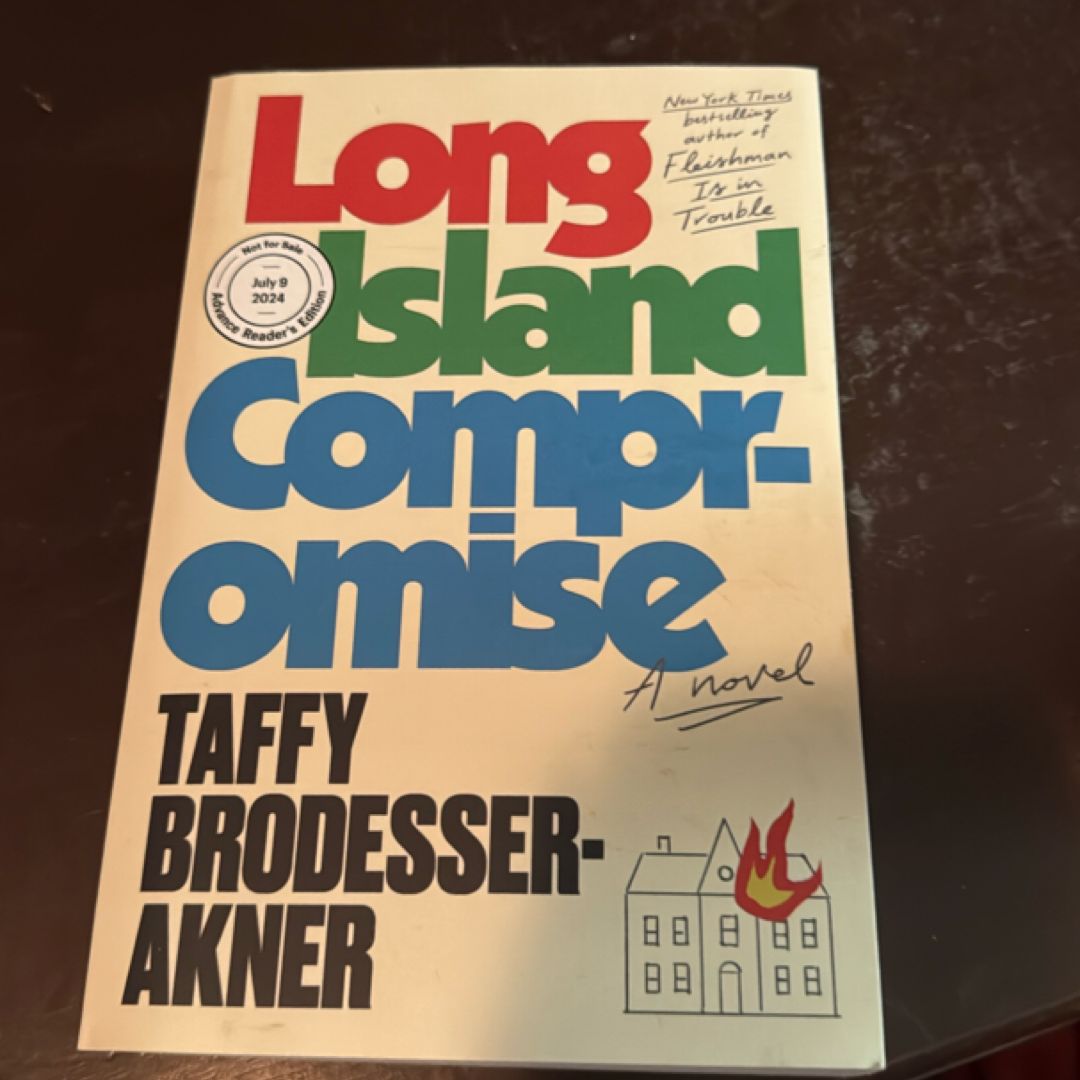 Long
Island
Compr-
omise
New York Times
bestselling
author of
Fleishman
Is in
Trouble
Not for Sale
July 9
2024
Advance Reader's Edition
A novel
TAFFY
BRODESSER-
AKNER